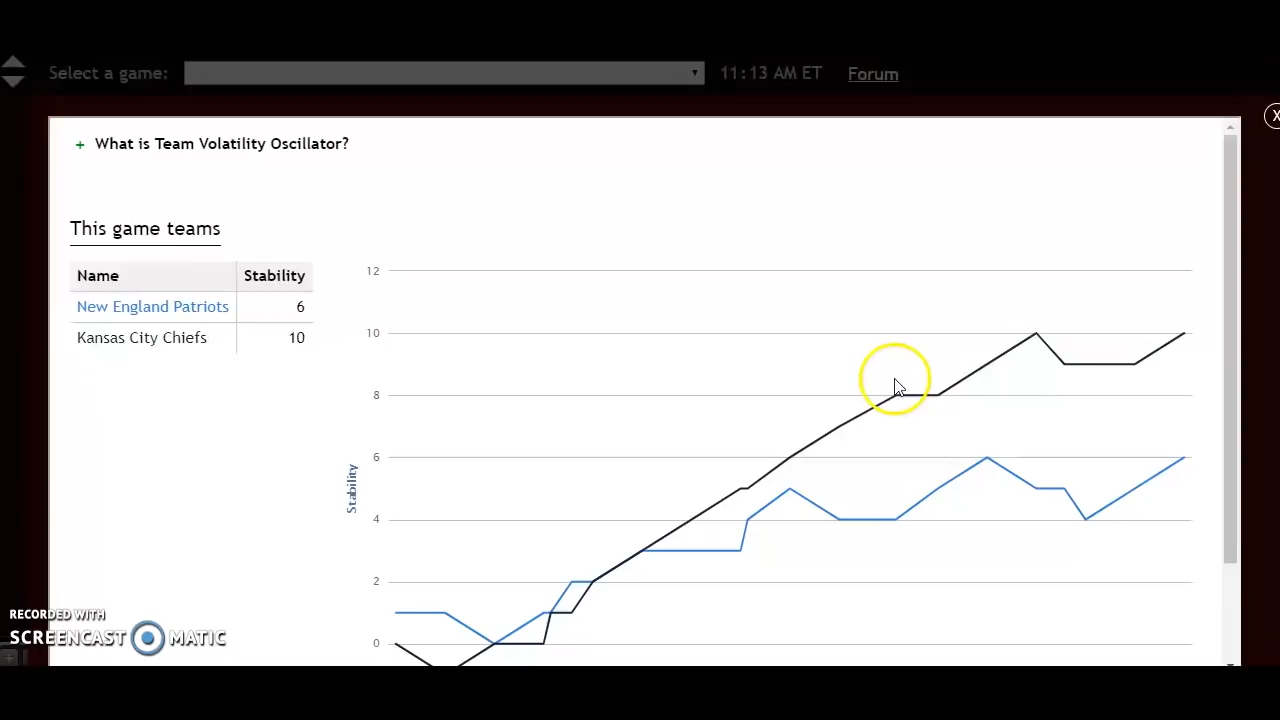 Select a game:
11:13 AM ET
Forum
X
+ What is Team Volatility Oscillator?
This game teams
Name Stability
New England Patriots 6
Kansas City Chiefs 10
12
10
8
6
4
2
0
Stability
RECORDED WITH
SCREENCAST MATIC